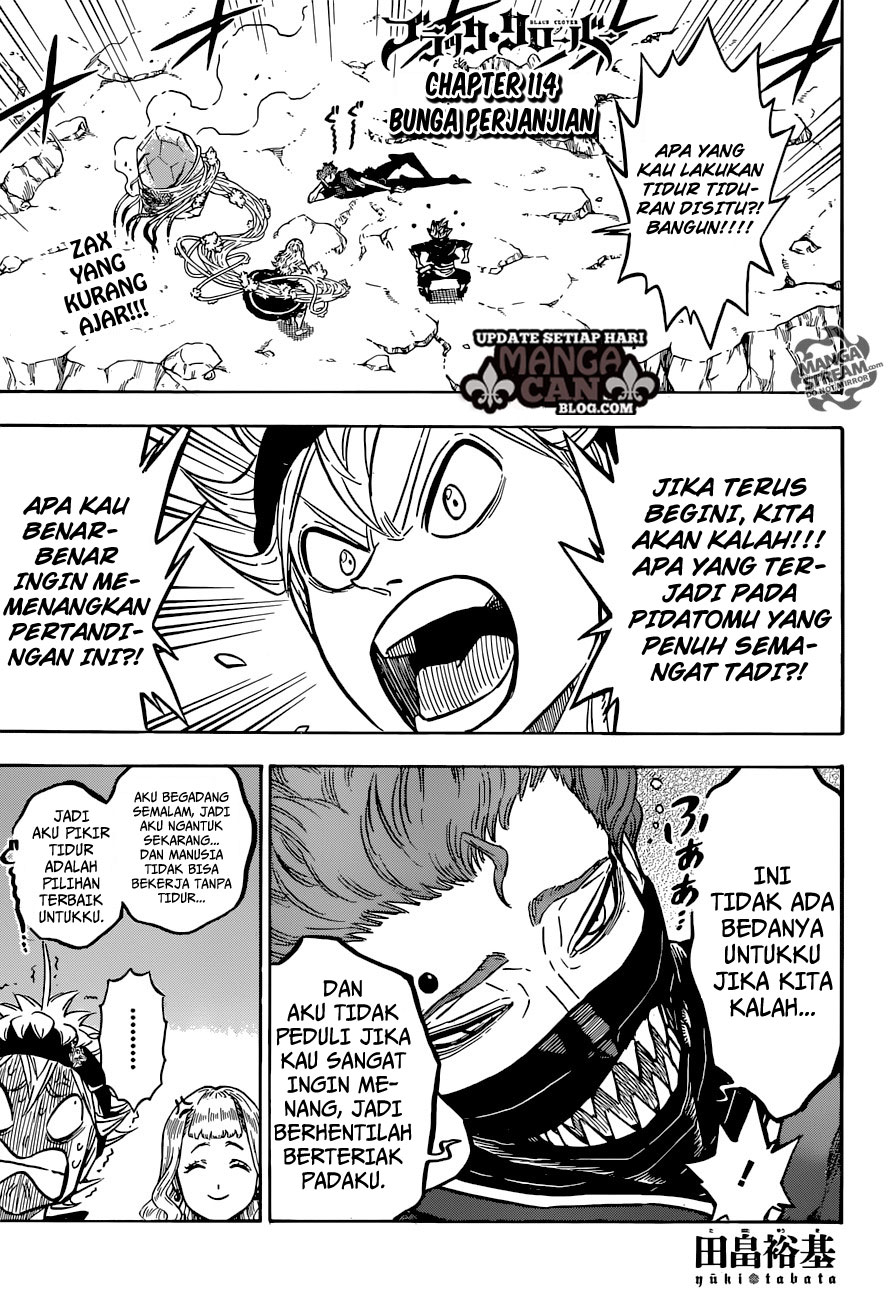 BLACK CLOVER
ブラッククローバー
CHAPTER 114
BUNGA PERJANJIAN
APA YANG
KAU LAKUKAN
TIDUR TIDU-
RAN DISITU?!
BANGUN!!!!
ぐぐ
ZAX
YANG
KURANG
AJAR!!!
UPDATE SETIAP HARI
MANGA
CAN
BLOG.COM
MANGA
STREAM.com
DO NOT MIRROR
JIKA TERUS
BEGINI, KITA
AKAN KALAH!!!
APA YANG TER-
JADI PADA
PIDATOMU YANG
PENUH SEMA-
NGAT TADI?!
APA KAU
BENAR-
BENAR
INGIN ME-
MENANGKAN
PERTANDI-
NGAN INI?!
INI
TIDAK ADA
BEDANYA
UNTUKKU
JIKA KITA
KALAH...
ふぁぁ...
DAN
AKU TIDAK
PEDULI JIKA
KAU SANGAT
INGIN ME-
NANG, JADI
BERHENTILAH
BERTERIAK
PADAKU.
!
AKU BEGADANG
SEMALAM, JADI
AKU NGANTUK
SEKARANG...
DAN MANUSIA
TIDAK BISA
BEKERJA TANPA
TIDUR...
JADI
AKU PIKIR
TIDUR
ADALAH
PILIHAN
TERBAIK
UNTUKKU.
.........
田畠裕基
yūki tabata